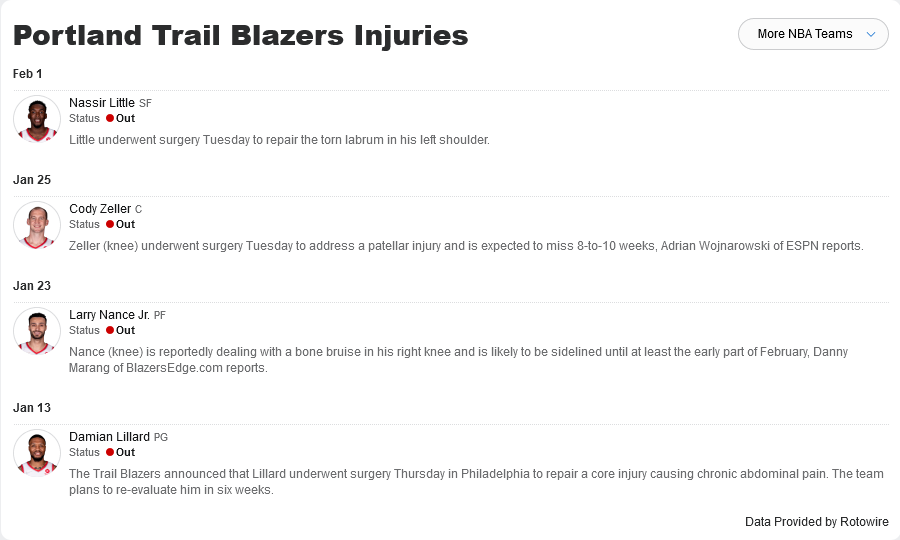 Portland Trail Blazers Injuries
More NBA Teams
Feb 1
Nassir Little SF
Status Out
Little underwent surgery Tuesday to repair the torn labrum in his left shoulder.
Jan 25
Cody Zeller C
Status Out
Zeller (knee) underwent surgery Tuesday to address a patellar injury and is expected to miss 8-to-10 weeks, Adrian Wojnarowski of ESPN reports.
Jan 23
Larry Nance Jr. PF
Status Out
Nance (knee) is reportedly dealing with a bone bruise in his right knee and is likely to be sidelined until at least the early part of February, Danny
Marang of BlazersEdge.com reports.
Jan 13
Damian Lillard PG
Status Out
The Trail Blazers announced that Lillard underwent surgery Thursday in Philadelphia to repair a core injury causing chronic abdominal pain. The team
plans to re-evaluate him in six weeks.
Data Provided by Rotowire